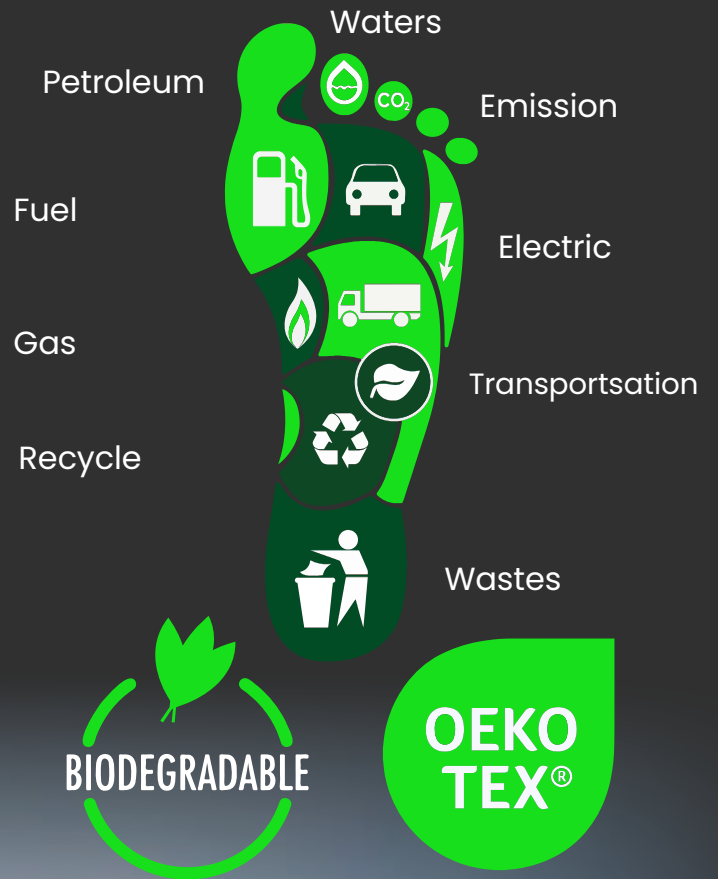 Waters
Petroleum
CO₂
Emission
Fuel
Electric
Gas
Transportsation
Recycle
Wastes
BIODEGRADABLE
OEKO
TEX®